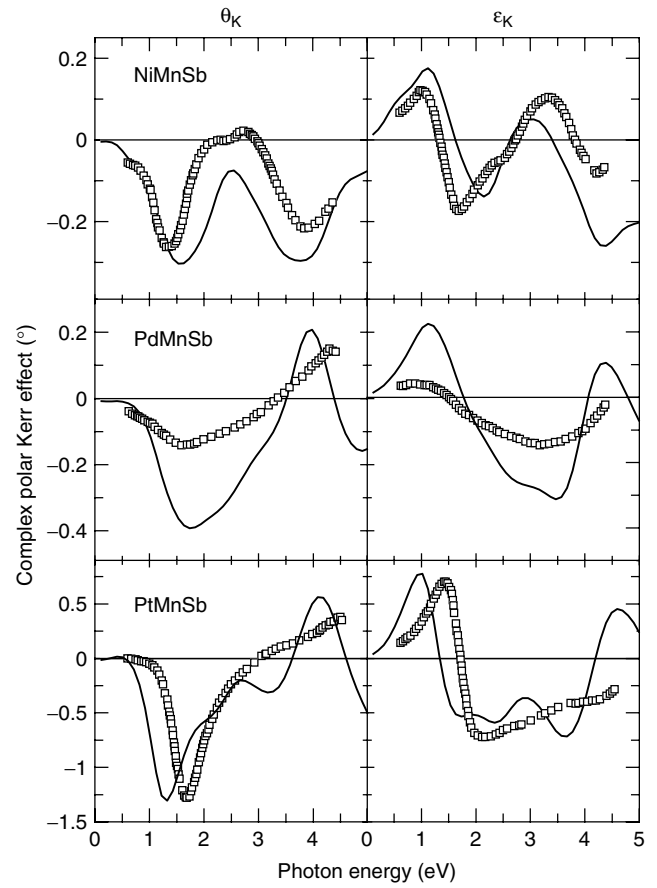 θK
εK
0.2
0
−0.2
NiMnSb
0.2
0
−0.2
−0.4
PdMnSb
0.5
0
−0.5
−1
−1.5
PtMnSb
Complex polar Kerr effect (°)
0 1 2 3 4 0 1 2 3 4 5
Photon energy (eV)